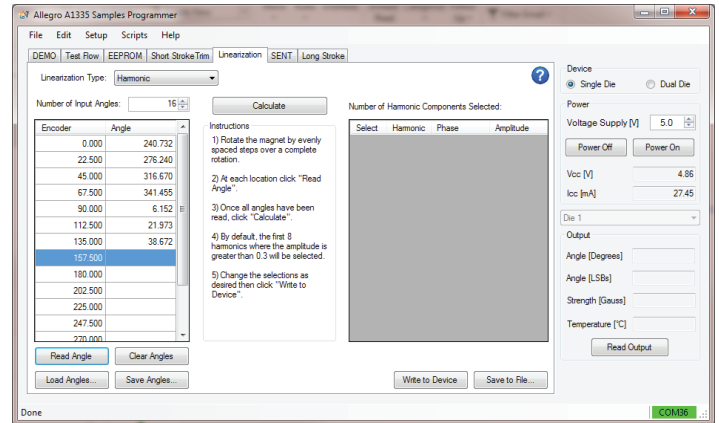 Allegro A1335 Samples Programmer
File Edit Setup Scripts Help
DEMO Test Flow EEPROM Short Stroke Trim Linearization SENT Long Stroke
Linearization Type: Harmonic
?
Number of Input Angles: 16
Calculate
Number of Harmonic Components Selected:
Encoder Angle
0.000 240.732
22.500 276.240
45.000 316.670
67.500 341.455
90.000 6.152
112.500 21.973
135.000 38.672
157.500
180.000
202.500
225.000
247.500
270.000
Read Angle Clear Angles
Load Angles... Save Angles...
Instructions
1) Rotate the magnet by evenly
spaced steps over a complete
rotation.
2) At each location click "Read
Angle".
3) Once all angles have been
read, click "Calculate".
4) By default, the first 8
harmonics where the amplitude is
greater than 0.3 will be selected.
5) Change the selections as
desired then click "Write to
Device".
Select Harmonic Phase Amplitude
Write to Device Save to File...
Device
Single Die Dual Die
Power
Voltage Supply [V] 5.0
Power Off Power On
Vcc [V] 4.86
Icc [mA] 27.45
Die 1
Output
Angle [Degrees]
Angle [LSBs]
Strength [Gauss]
Temperature [°C]
Read Output
Done
COM36